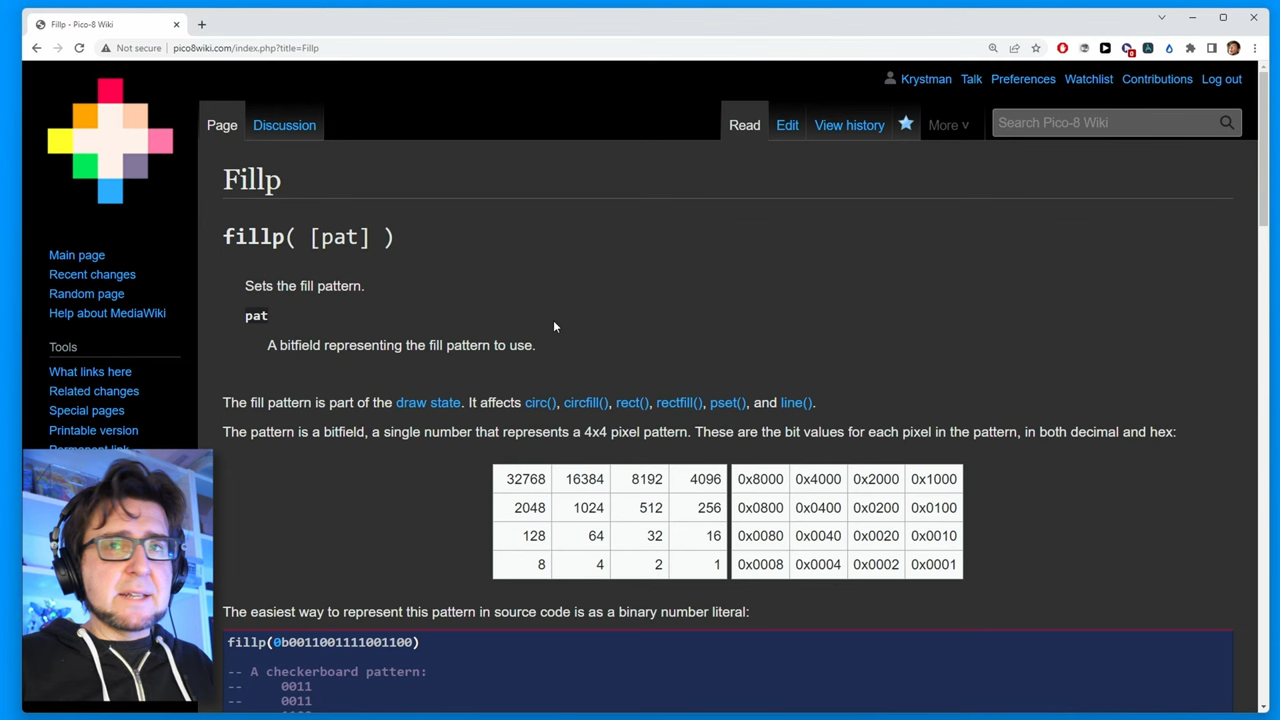 Fillp - Pico-8 Wiki
Not secure | pico8wiki.com/index.php?title=Fillp
Krystman Talk Preferences Watchlist Contributions Log out
Page Discussion Read Edit View history More Search Pico-8 Wiki
Fillp
fillp( [pat] )
Sets the fill pattern.
pat
A bitfield representing the fill pattern to use.
The fill pattern is part of the draw state. It affects circ(), circfill(), rect(), rectfill(), pset(), and line().
The pattern is a bitfield, a single number that represents a 4x4 pixel pattern. These are the bit values for each pixel in the pattern, in both decimal and hex:
32768 16384 8192 4096 0x8000 0x4000 0x2000 0x1000
2048 1024 512 256 0x0800 0x0400 0x0200 0x0100
128 64 32 16 0x0080 0x0040 0x0020 0x0010
8 4 2 1 0x0008 0x0004 0x0002 0x0001
The easiest way to represent this pattern in source code is as a binary number literal:
fillp(0b0011001111001100)
-- A checkerboard pattern:
-- 0011
-- 0011
Main page
Recent changes
Random page
Help about MediaWiki
Tools
What links here
Related changes
Special pages
Printable version
Permanent link